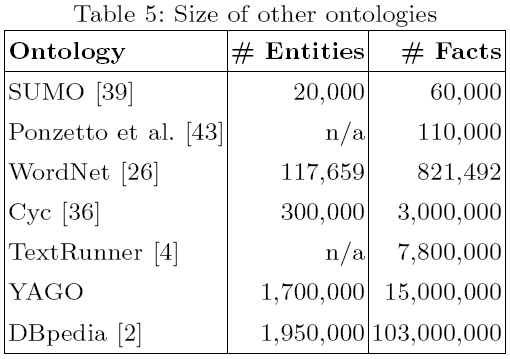 Table 5: Size of other ontologies
Ontology # Entities # Facts
SUMO [39] 20,000 60,000
Ponzetto et al. [43] n/a 110,000
WordNet [26] 117,659 821,492
Cyc [36] 300,000 3,000,000
TextRunner [4] n/a 7,800,000
YAGO 1,700,000 15,000,000
DBpedia [2] 1,950,000 103,000,000